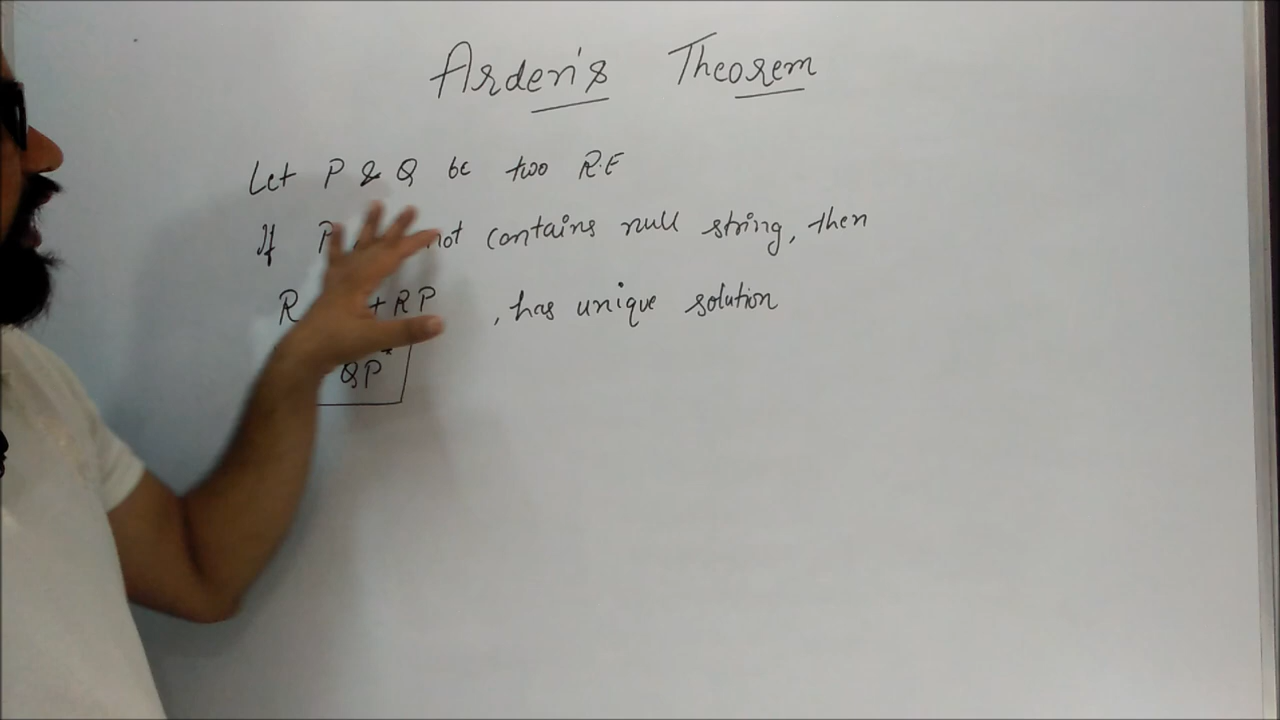 Arden's Theorem
Let P & Q be two R.E
If P not contains null string, then
R + RP , has unique solution
QP*